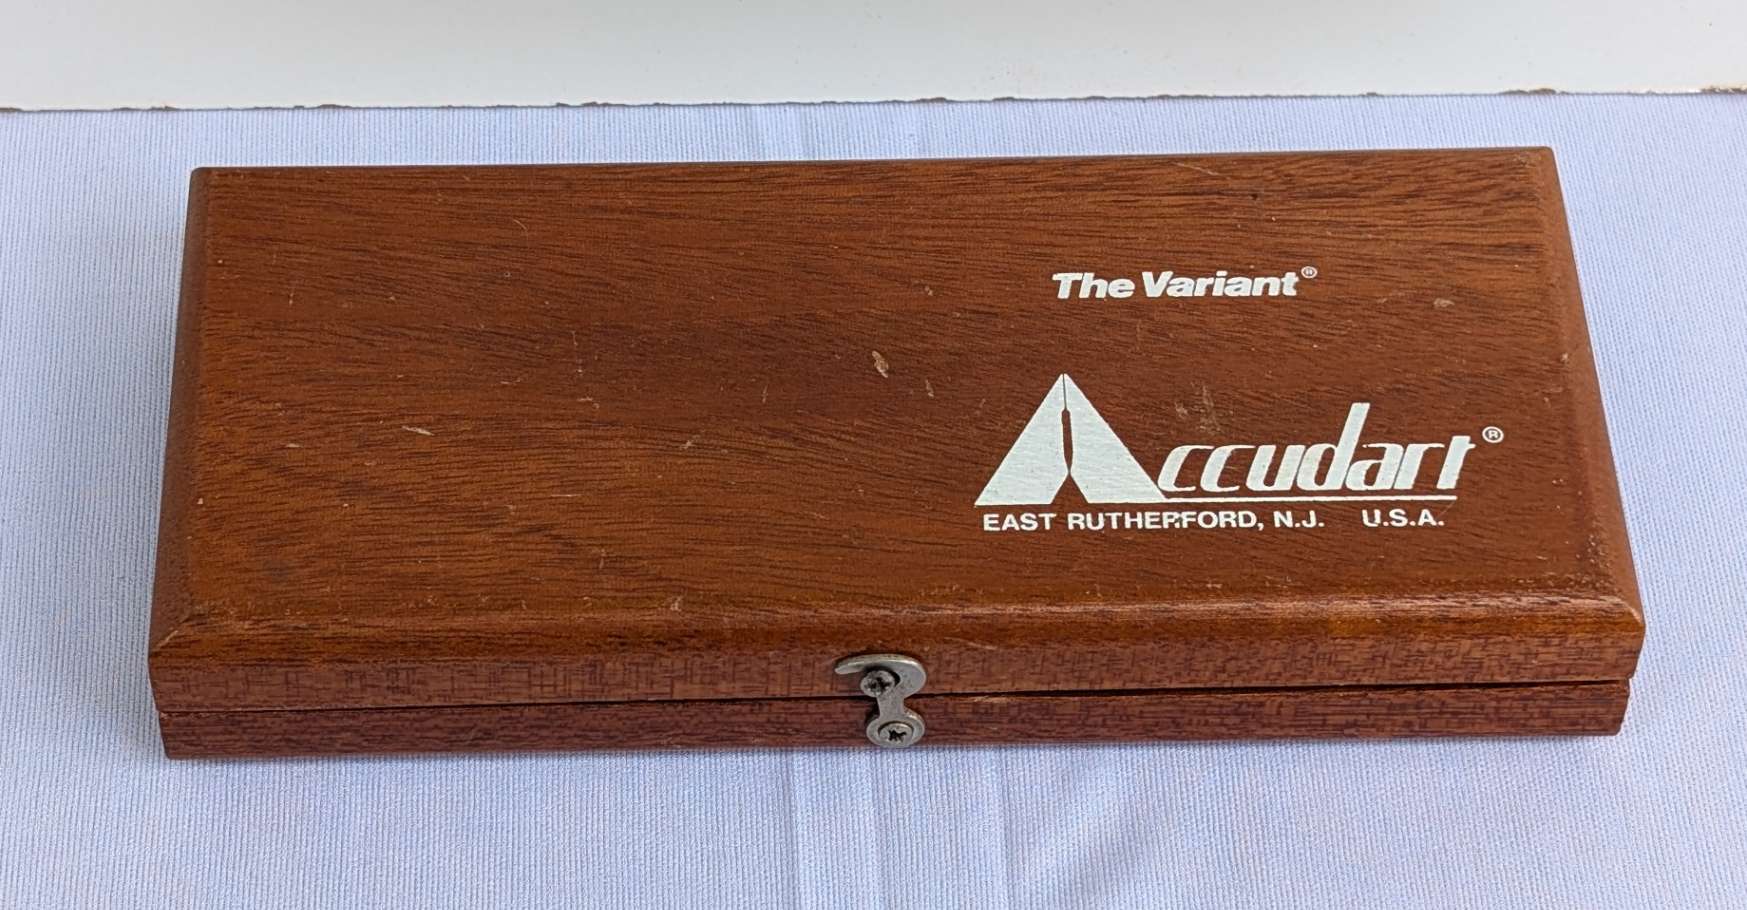 The Variant®
Accudart®
EAST RUTHERFORD, N.J. U.S.A.